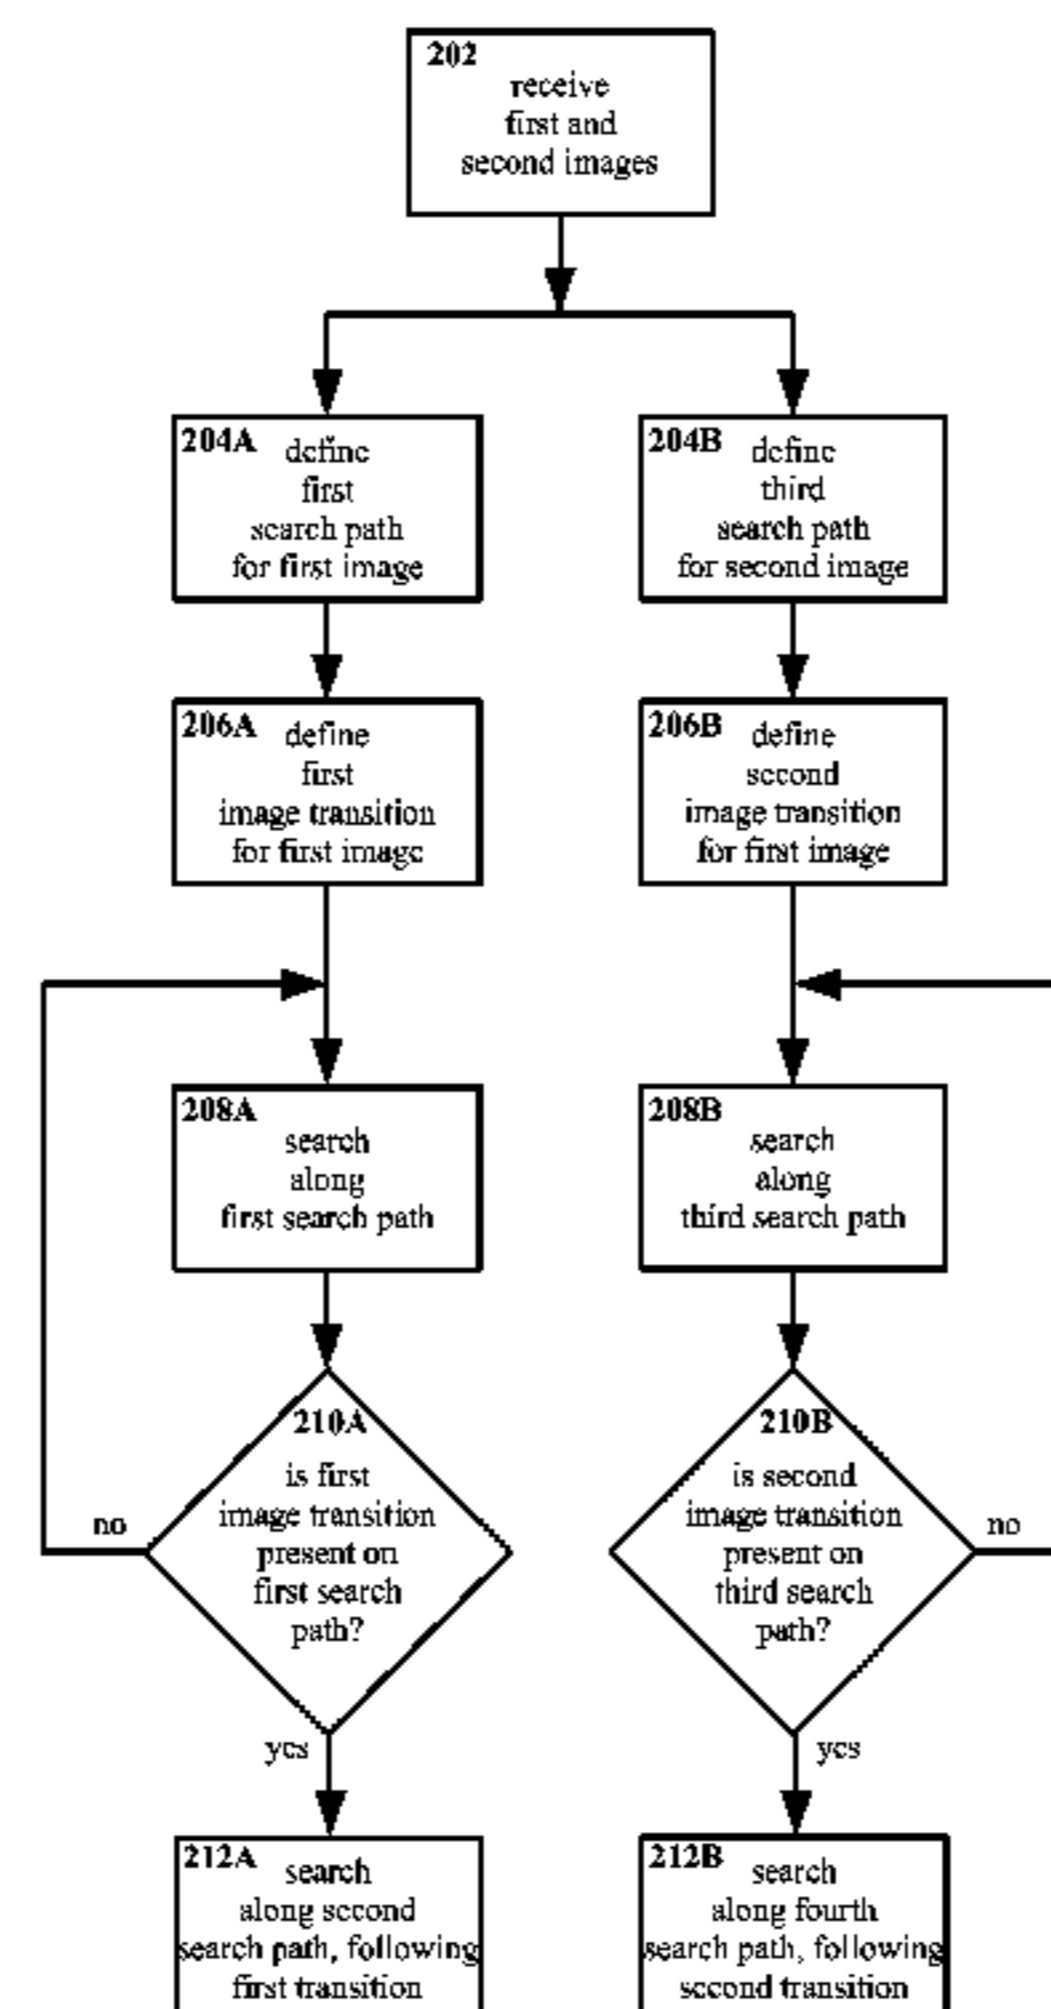 202
receive
first and
second images
204A
define
first
search path
for first image
204B
define
third
search path
for second image
206A
define
first
image transition
for first image
206B
define
second
image transition
for first image
208A
search
along
first search path
208B
search
along
third search path
210A
is first
image transition
present on
first search
path?
no
yes
210B
is second
image transition
present on
third search
path?
no
yes
212A
search
along second
search path, following
first transition
212B
search
along fourth
search path, following
second transition